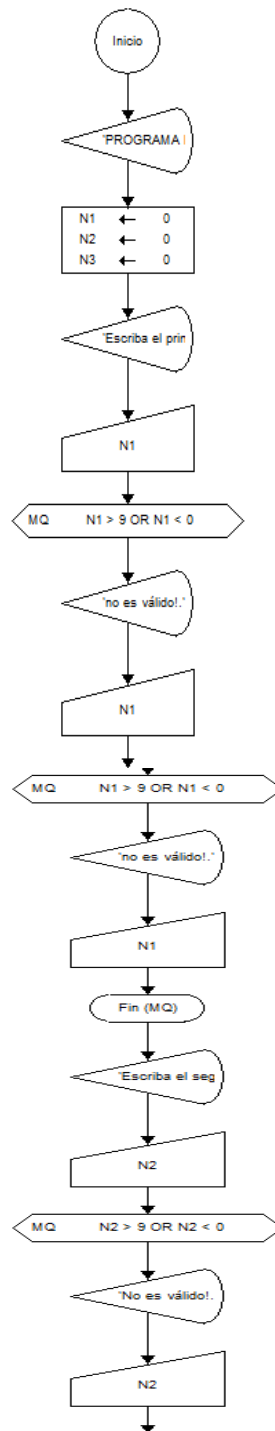 Inicio
'PROGRAMA
N1 ← 0
N2 ← 0
N3 ← 0
'Escriba el prin
N1
MQ N1 > 9 OR N1 < 0
'no es válido!.'
N1
MQ N1 > 9 OR N1 < 0
'no es válido!.'
N1
Fin (MQ)
'Escriba el seg
N2
MQ N2 > 9 OR N2 < 0
'No es válido!.
N2